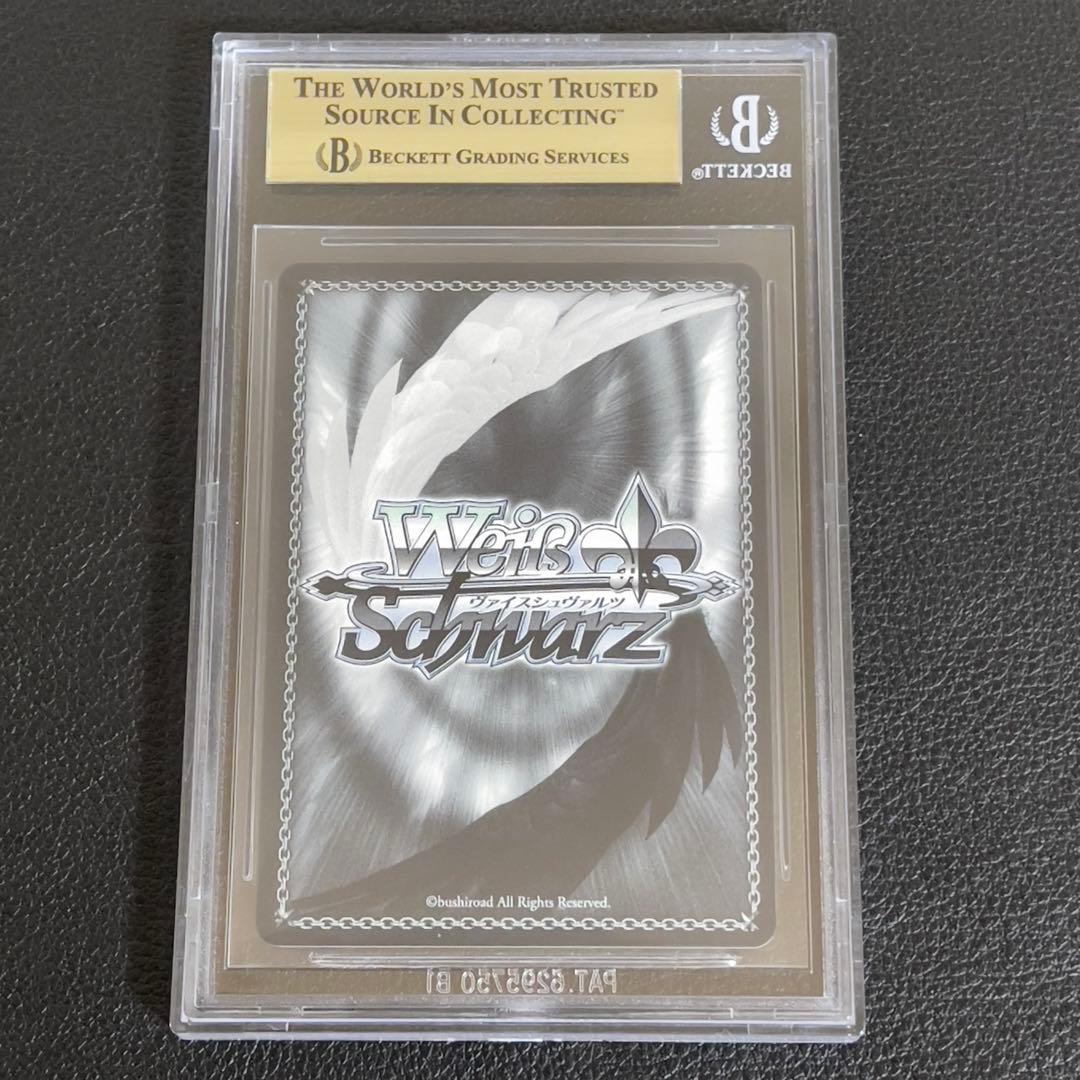 THE WORLD'S MOST TRUSTED
SOURCE IN COLLECTING™
B BECKETT GRADING SERVICES
B
BECKETT®
Weiß
ヴァイスシュヴァルツ
Schwarz
©bushiroad All Rights Reserved.
PAT.6295750 B1